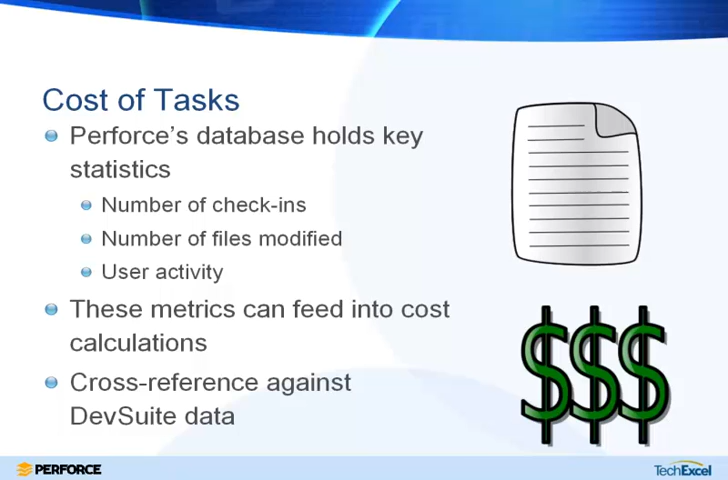 Cost of Tasks
Perforce's database holds key
statistics
Number of check-ins
Number of files modified
User activity
These metrics can feed into cost
calculations
Cross-reference against
DevSuite data
$$$
PERFORCE
TechExcel